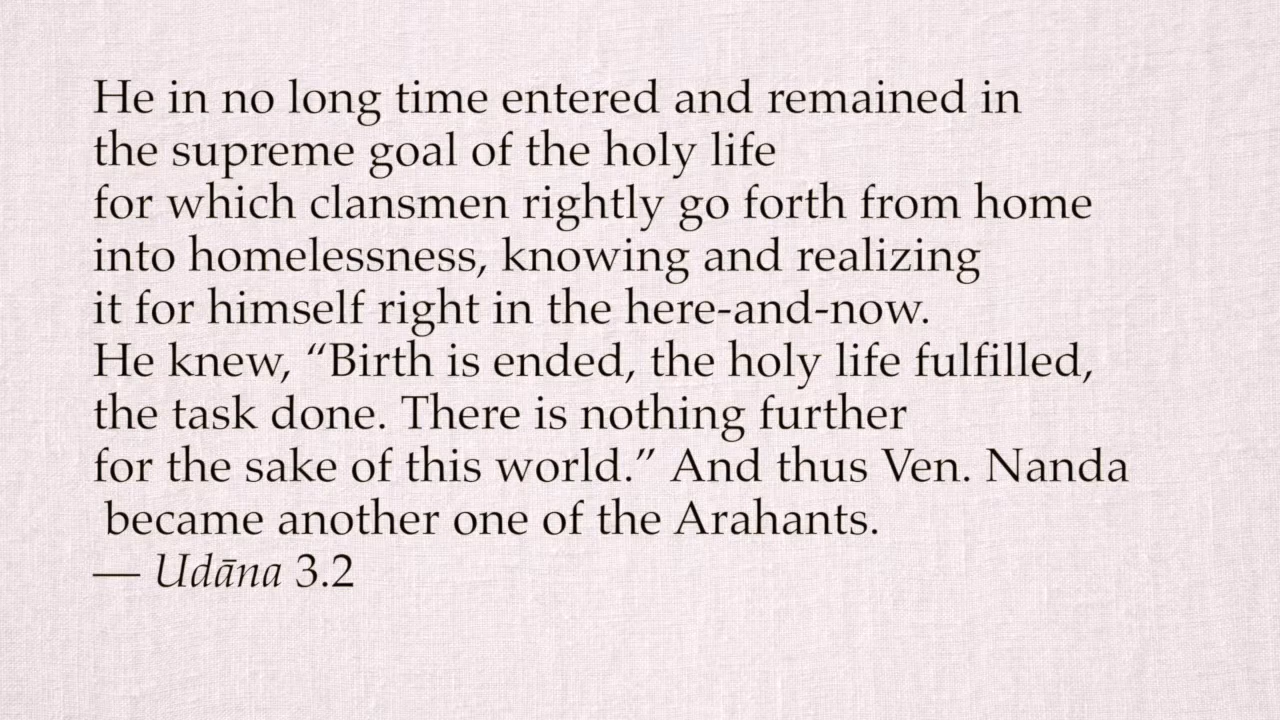 He in no long time entered and remained in
the supreme goal of the holy life
for which clansmen rightly go forth from home
into homelessness, knowing and realizing
it for himself right in the here-and-now.
He knew, “Birth is ended, the holy life fulfilled,
the task done. There is nothing further
for the sake of this world.” And thus Ven. Nanda
became another one of the Arahants.
— Udāna 3.2